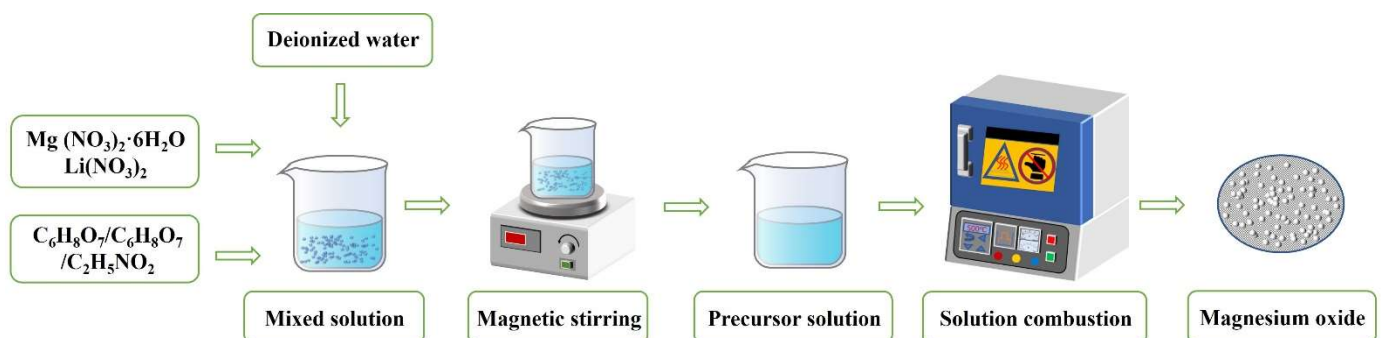 Deionized water
Mg (NO₃)₂·6H₂O
Li(NO₃)₂
C₆H₈O₇/C₆H₈O₇
/C₂H₅NO₂
Mixed solution
Magnetic stirring
Precursor solution
Solution combustion
Magnesium oxide